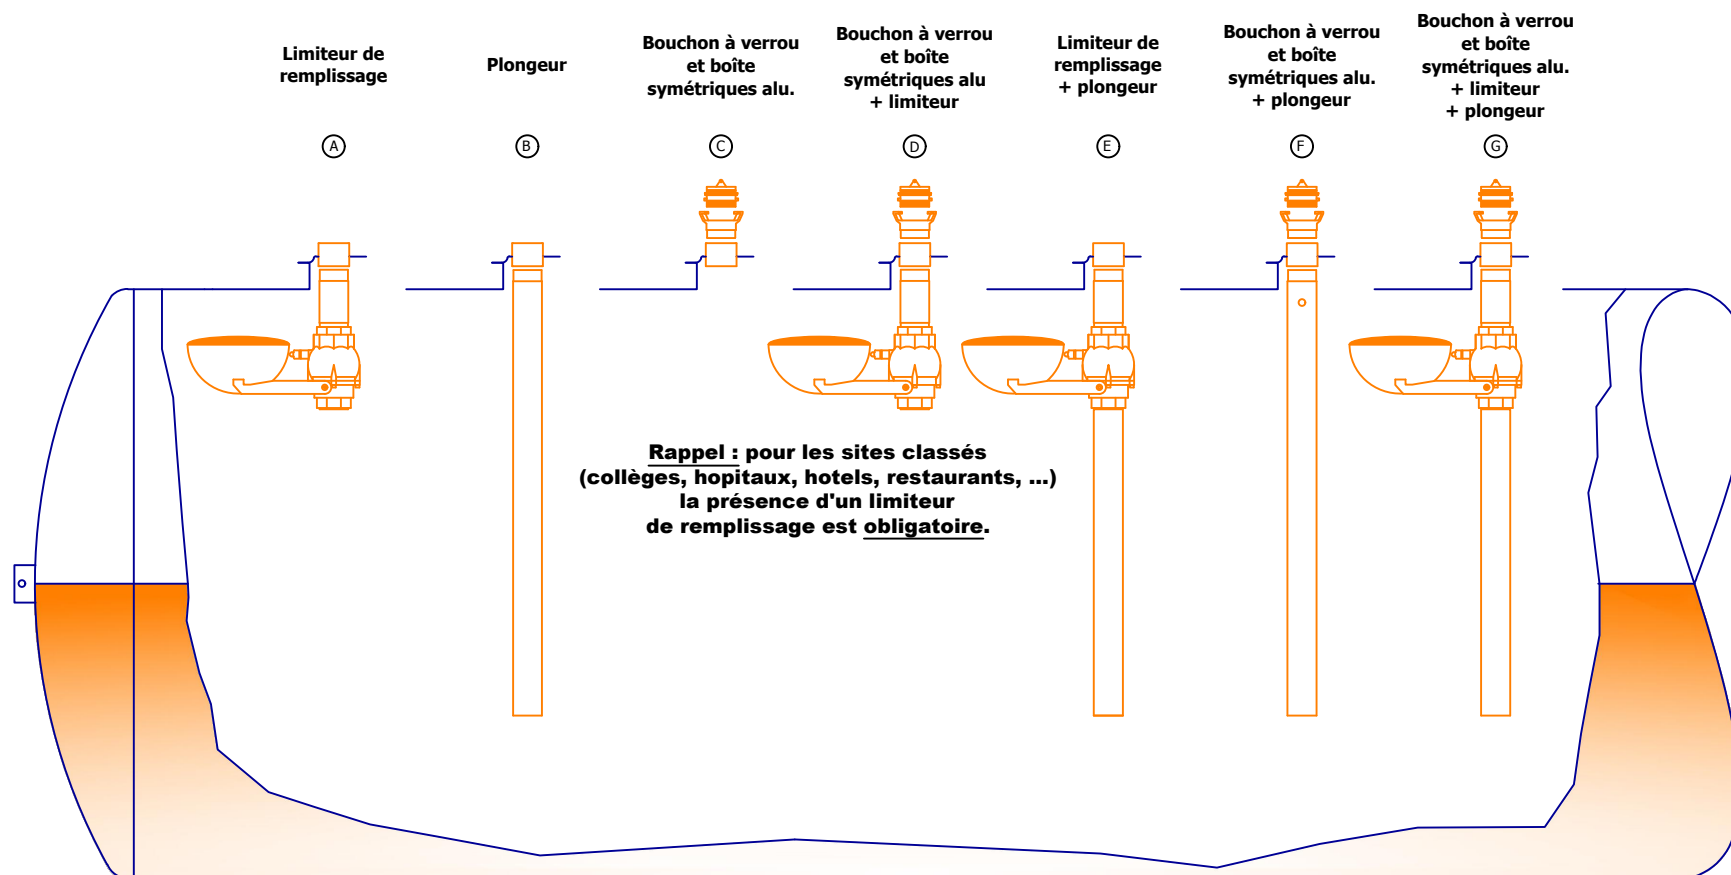 Limiteur de
remplissage
Plongeur
Bouchon à verrou
et boîte
symétriques alu.
Bouchon à verrou
et boîte
symétriques alu
+ limiteur
Limiteur de
remplissage
+ plongeur
Bouchon à verrou
et boîte
symétriques alu.
+ plongeur
Bouchon à verrou
et boîte
symétriques alu.
+ limiteur
+ plongeur
A
B
C
D
E
F
G
Rappel : pour les sites classés
(collèges, hopitaux, hotels, restaurants, ...)
la présence d'un limiteur
de remplissage est obligatoire.